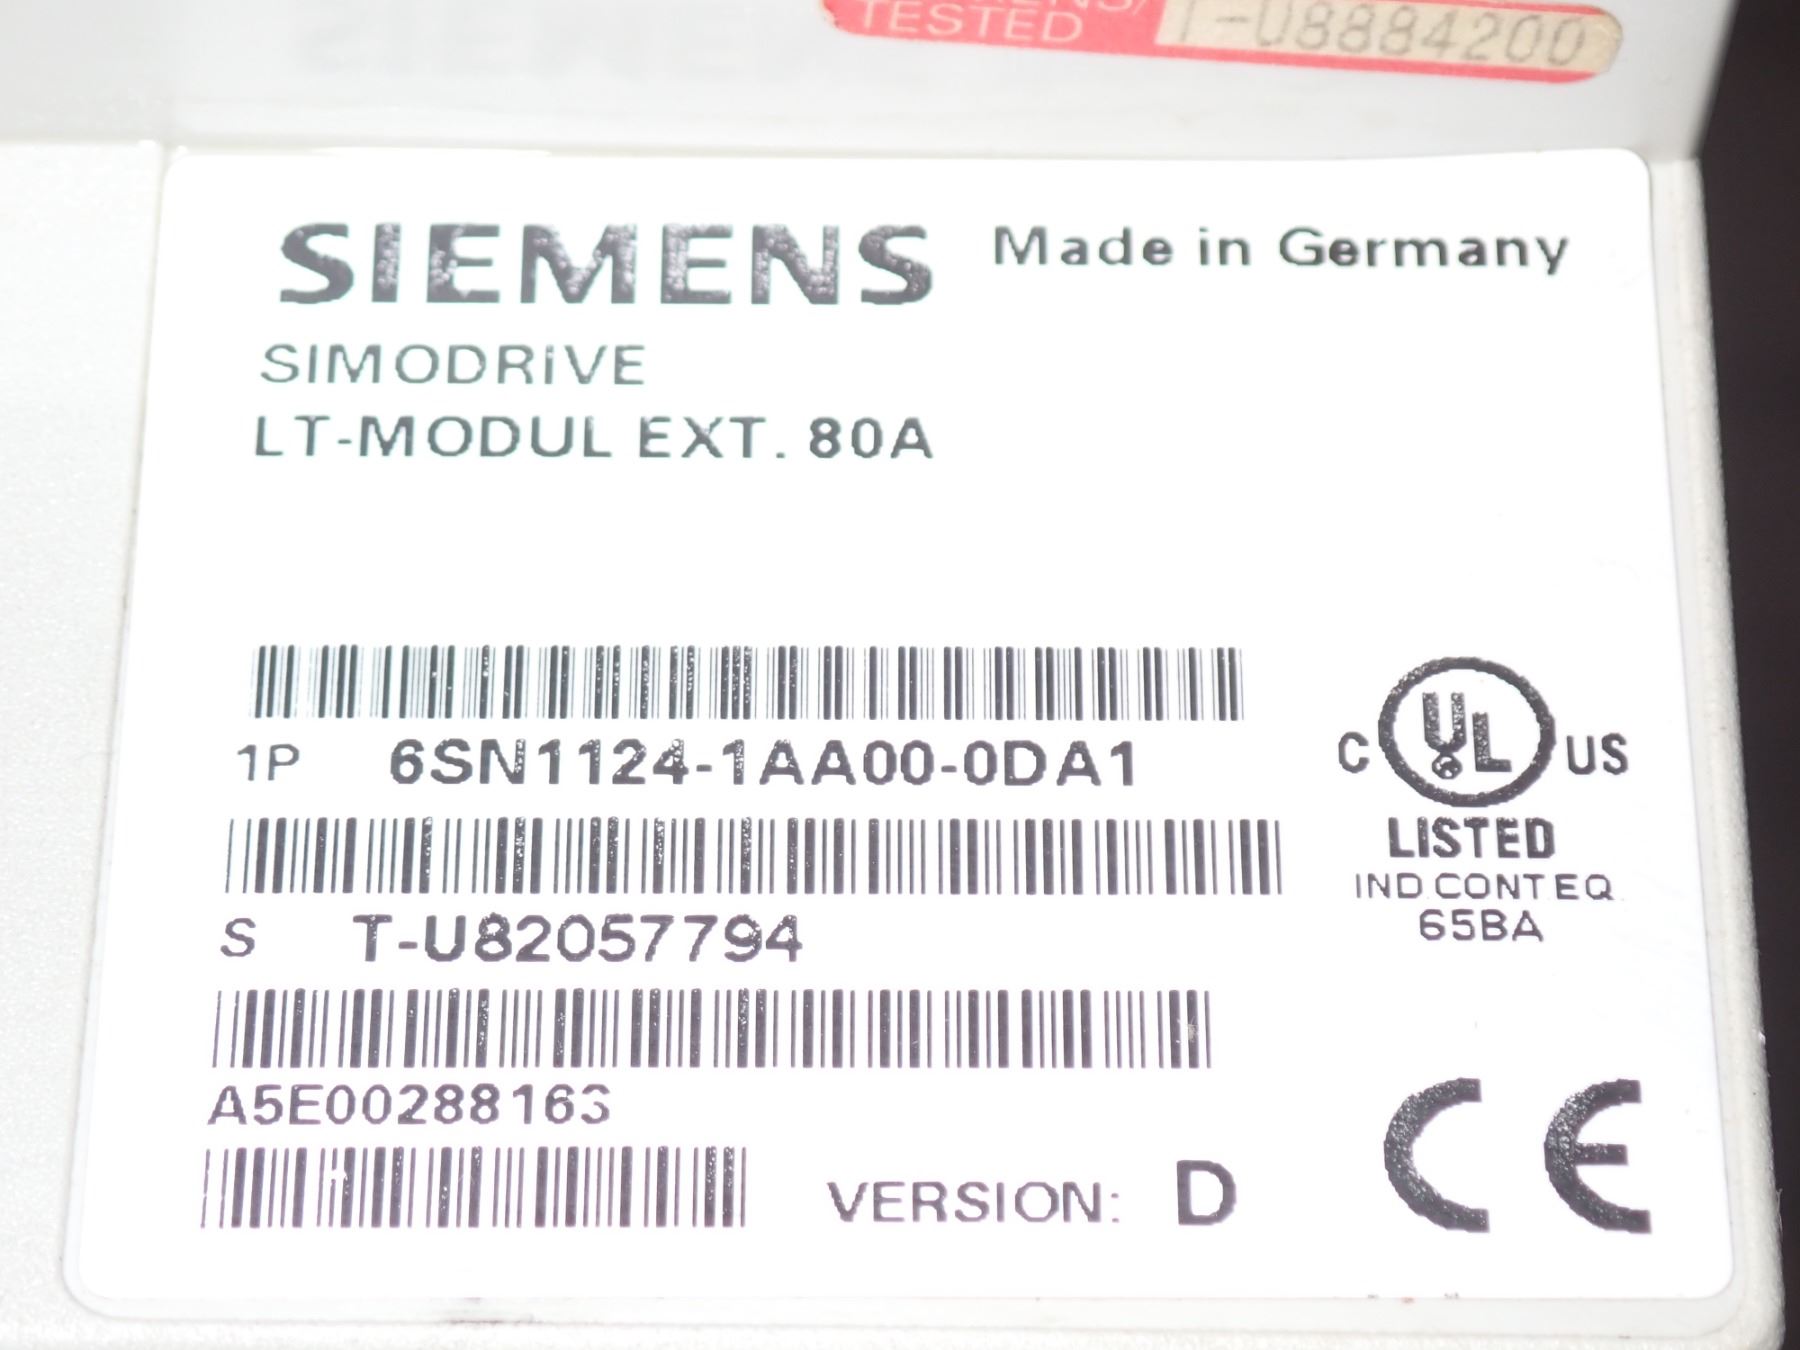 TESTED T-U8884200
SIEMENS Made in Germany
SIMODRIVE
LT-MODUL EXT. 80A
1P 6SN1124-1AA00-0DA1
C UL US
LISTED
IND.CONT.EQ.
65BA
S T-U82057794
A5E00288163
VERSION: D
CE